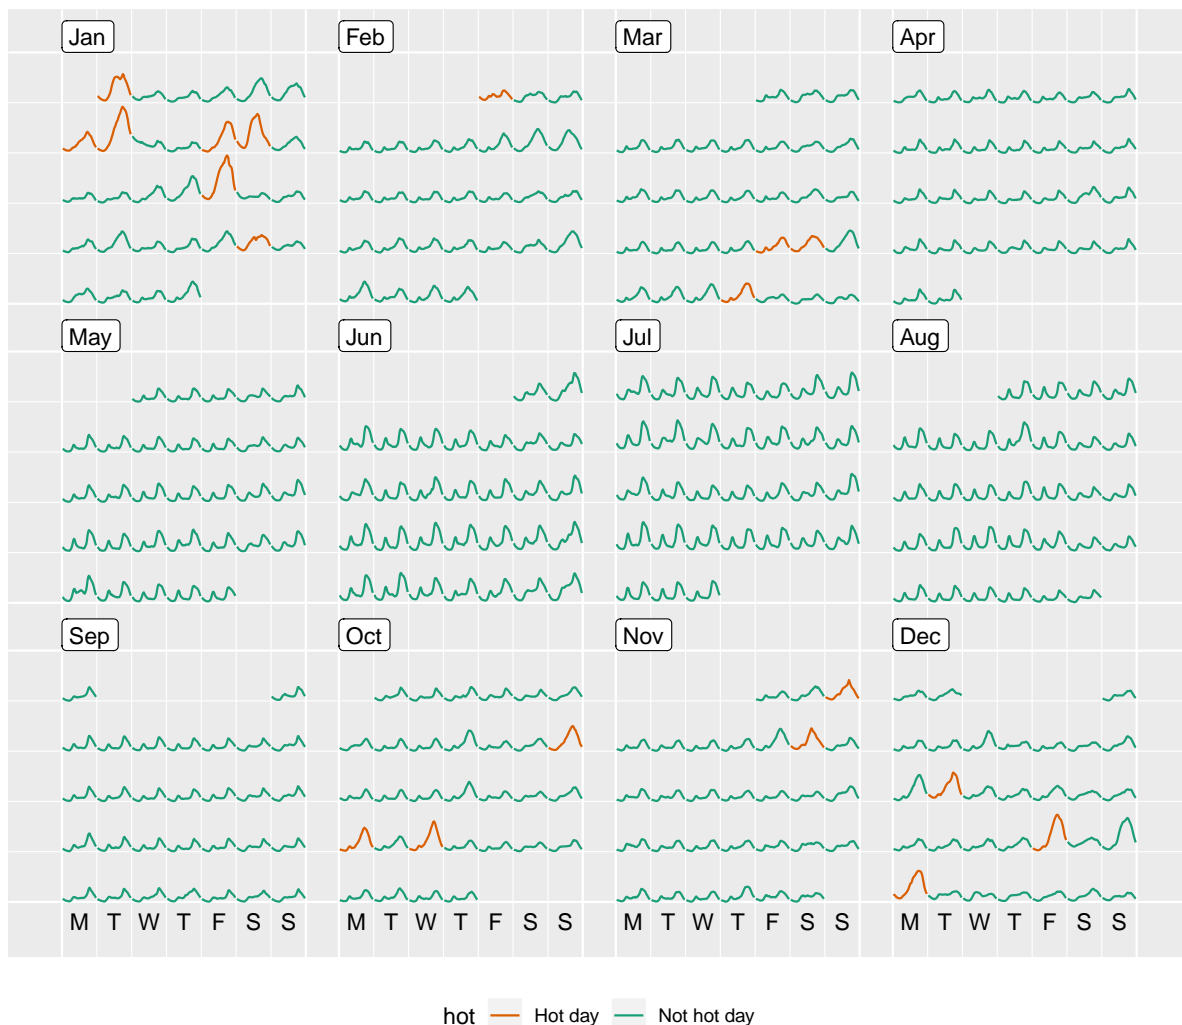 Jan Feb Mar Apr
May Jun Jul Aug
Sep Oct Nov Dec
M T W T F S S M T W T F S S M T W T F S S M T W T F S S
hot Hot day Not hot day